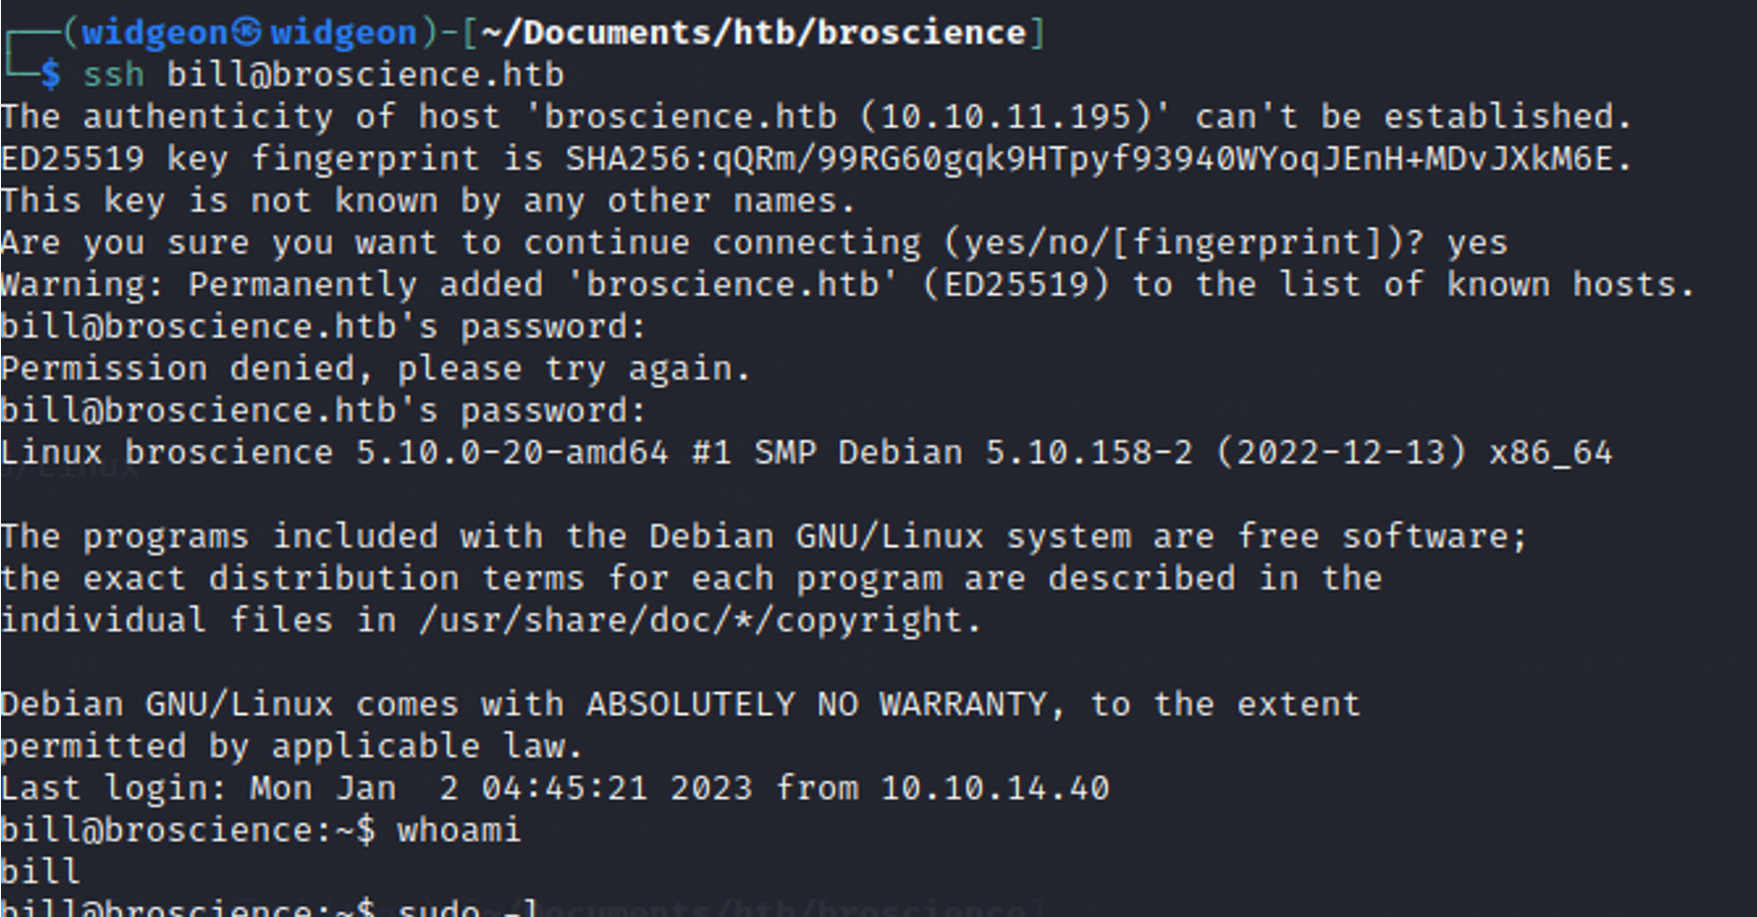 ┌──(widgeon㉿widgeon)-[~/Documents/htb/broscience]
└─$ ssh bill@broscience.htb
The authenticity of host 'broscience.htb (10.10.11.195)' can't be established.
ED25519 key fingerprint is SHA256:qQRm/99RG60gqk9HTpyf93940WYoqJEnH+MDvJXkM6E.
This key is not known by any other names.
Are you sure you want to continue connecting (yes/no/[fingerprint])? yes
Warning: Permanently added 'broscience.htb' (ED25519) to the list of known hosts.
bill@broscience.htb's password:
Permission denied, please try again.
bill@broscience.htb's password:
Linux broscience 5.10.0-20-amd64 #1 SMP Debian 5.10.158-2 (2022-12-13) x86_64

The programs included with the Debian GNU/Linux system are free software;
the exact distribution terms for each program are described in the
individual files in /usr/share/doc/*/copyright.

Debian GNU/Linux comes with ABSOLUTELY NO WARRANTY, to the extent
permitted by applicable law.
Last login: Mon Jan  2 04:45:21 2023 from 10.10.14.40
bill@broscience:~$ whoami
bill
bill@broscience:~$ sudo -l